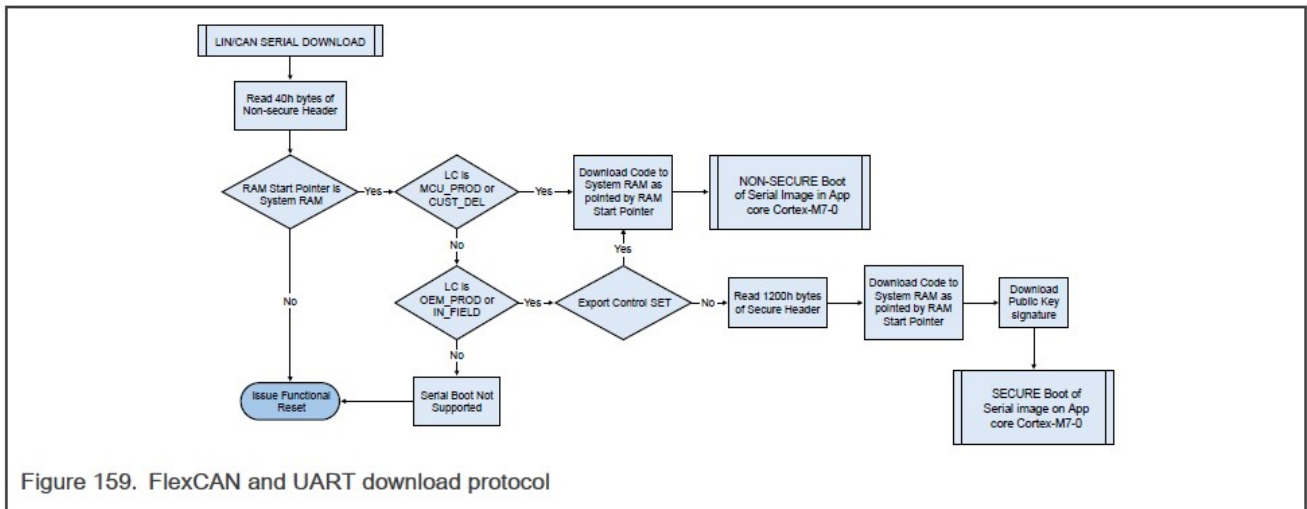 LIN/CAN SERIAL DOWNLOAD
Read 40h bytes of
Non-secure Header
RAM Start Pointer is
System RAM
Yes
LC is
MCU_PROD or
CUST_DEL
Yes
Download Code to
System RAM as
pointed by RAM
Start Pointer
NON-SECURE Boot
of Serial Image in App
core Cortex-M7-0
No
Yes
No
LC is
OEM_PROD or
IN_FIELD
Yes
Export Control SET
No
Read 1200h bytes
of Secure Header
Download Code to
System RAM as
pointed by RAM
Start Pointer
Download
Public Key
signature
No
Issue Functional
Reset
Serial Boot Not
Supported
SECURE Boot of
Serial image on App
core Cortex-M7-0
Figure 159. FlexCAN and UART download protocol